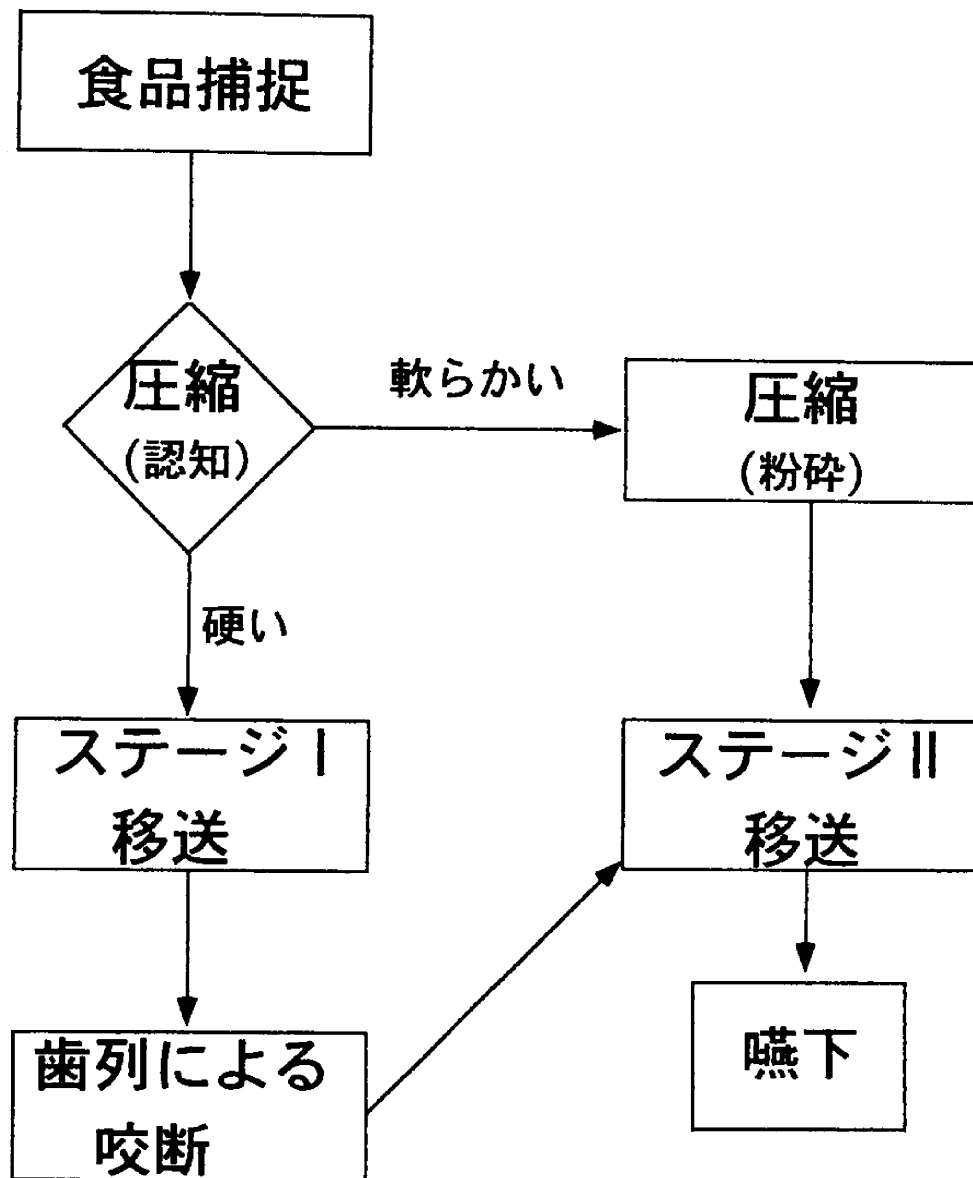 食品捕捉
圧縮
(認知)
軟らかい
圧縮
(粉砕)
硬い
ステージⅠ
移送
ステージⅡ
移送
歯列による
咬断
嚥下